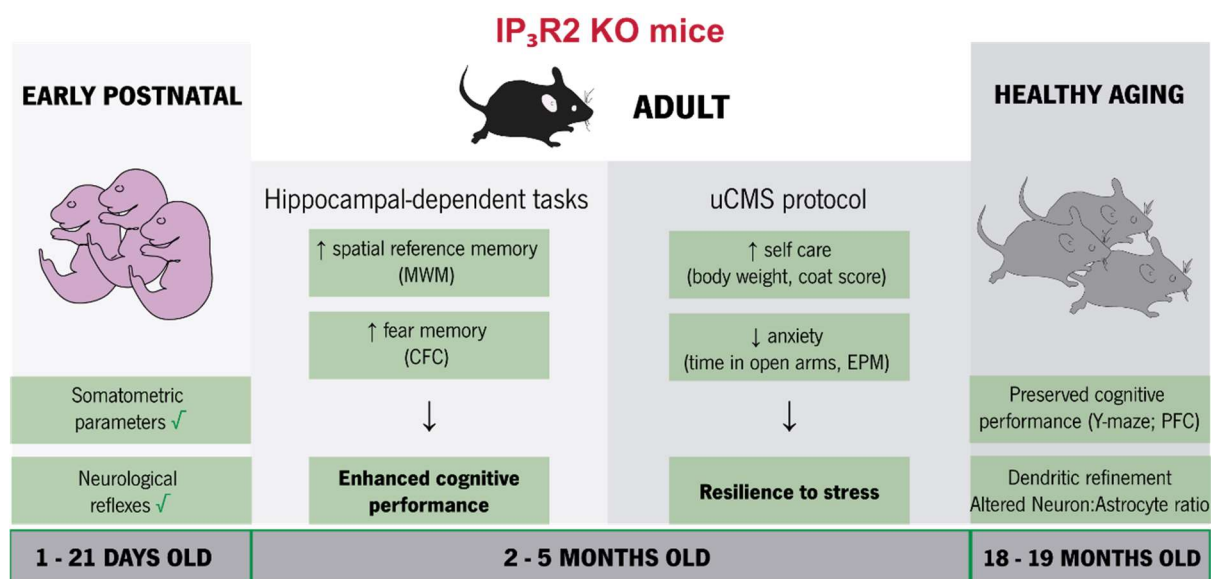 IP₃R2 KO mice
EARLY POSTNATAL
ADULT
HEALTHY AGING
Hippocampal-dependent tasks
↑ spatial reference memory
(MWM)
↑ fear memory
(CFC)
↓
Enhanced cognitive
performance
uCMS protocol
↑ self care
(body weight, coat score)
↓ anxiety
(time in open arms, EPM)
↓
Resilience to stress
Somatometric
parameters √
Neurological
reflexes √
Preserved cognitive
performance (Y-maze; PFC)
Dendritic refinement
Altered Neuron:Astrocyte ratio
1 - 21 DAYS OLD
2 - 5 MONTHS OLD
18 - 19 MONTHS OLD